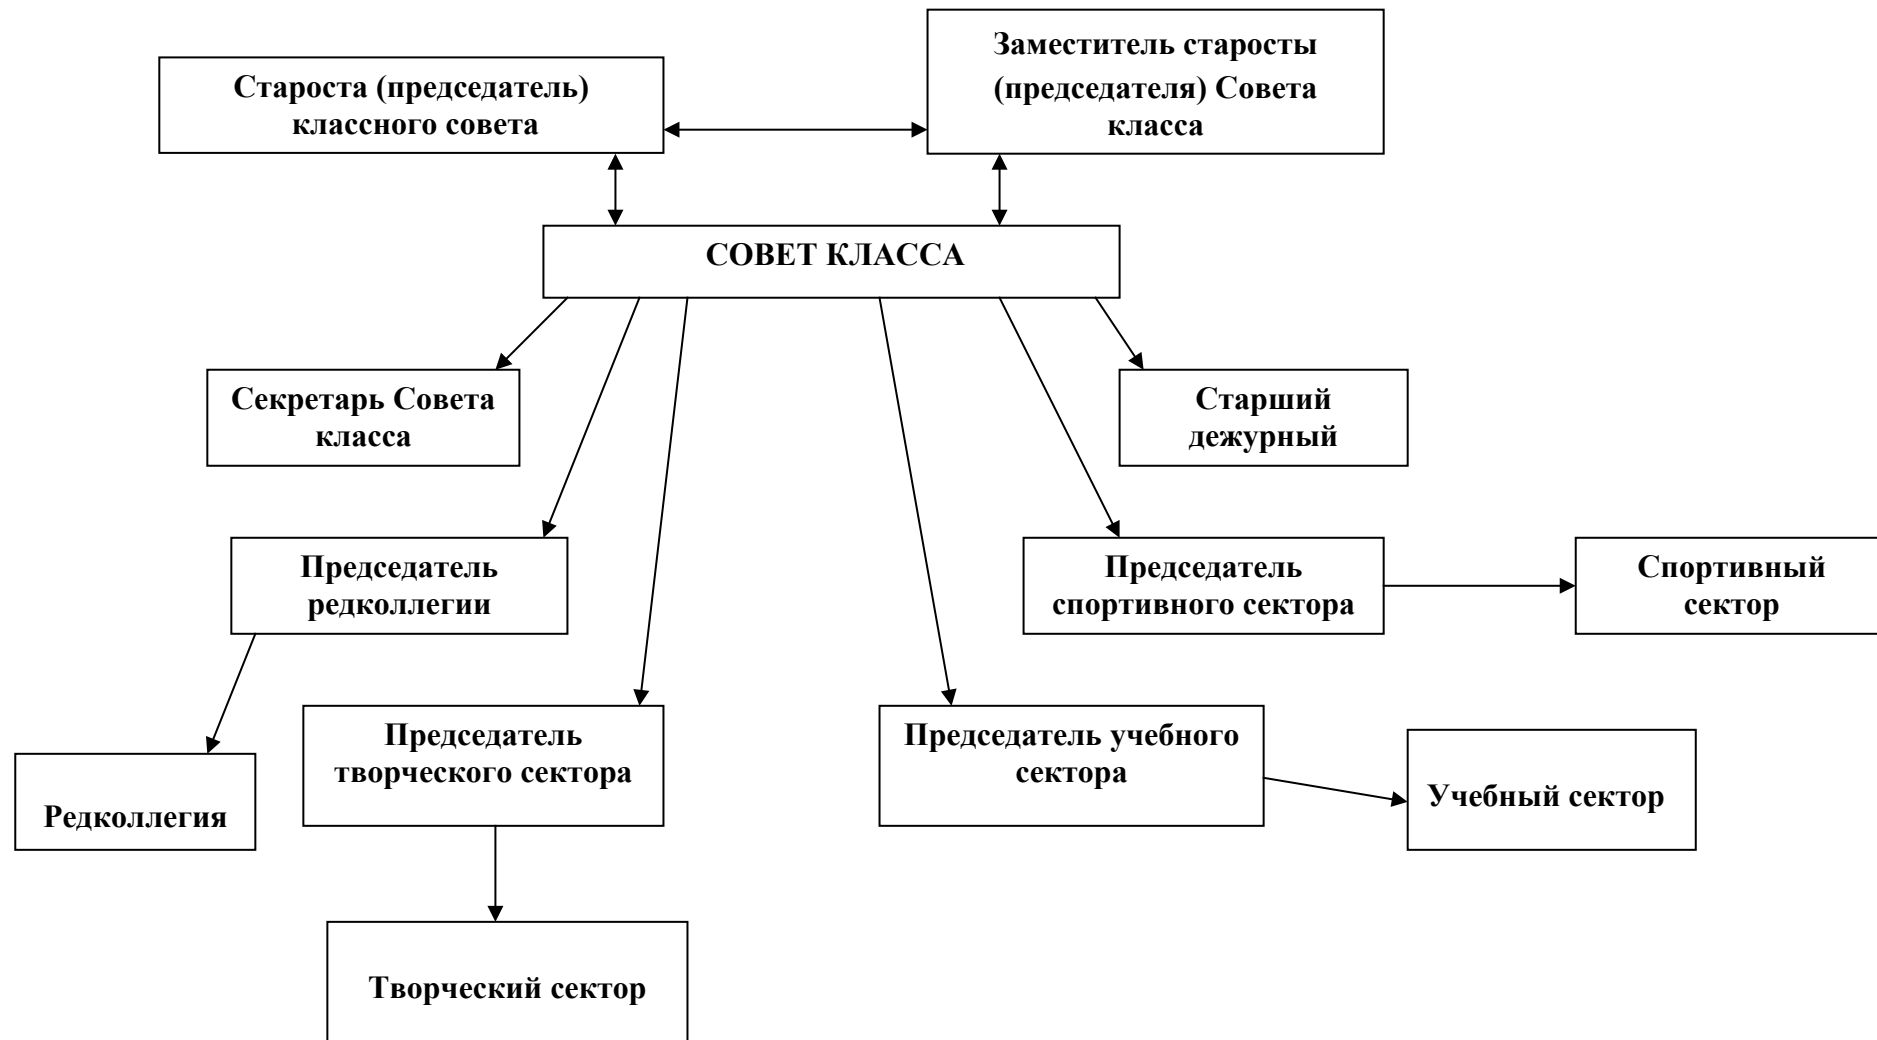 Староста (председатель)
классного совета
Заместитель старосты
(председателя) Совета
класса
СОВЕТ КЛАССА
Секретарь Совета
класса
Старший
дежурный
Председатель
редколлегии
Председатель
спортивного сектора
Спортивный
сектор
Председатель
творческого сектора
Председатель учебного
сектора
Учебный сектор
Редколлегия
Творческий сектор